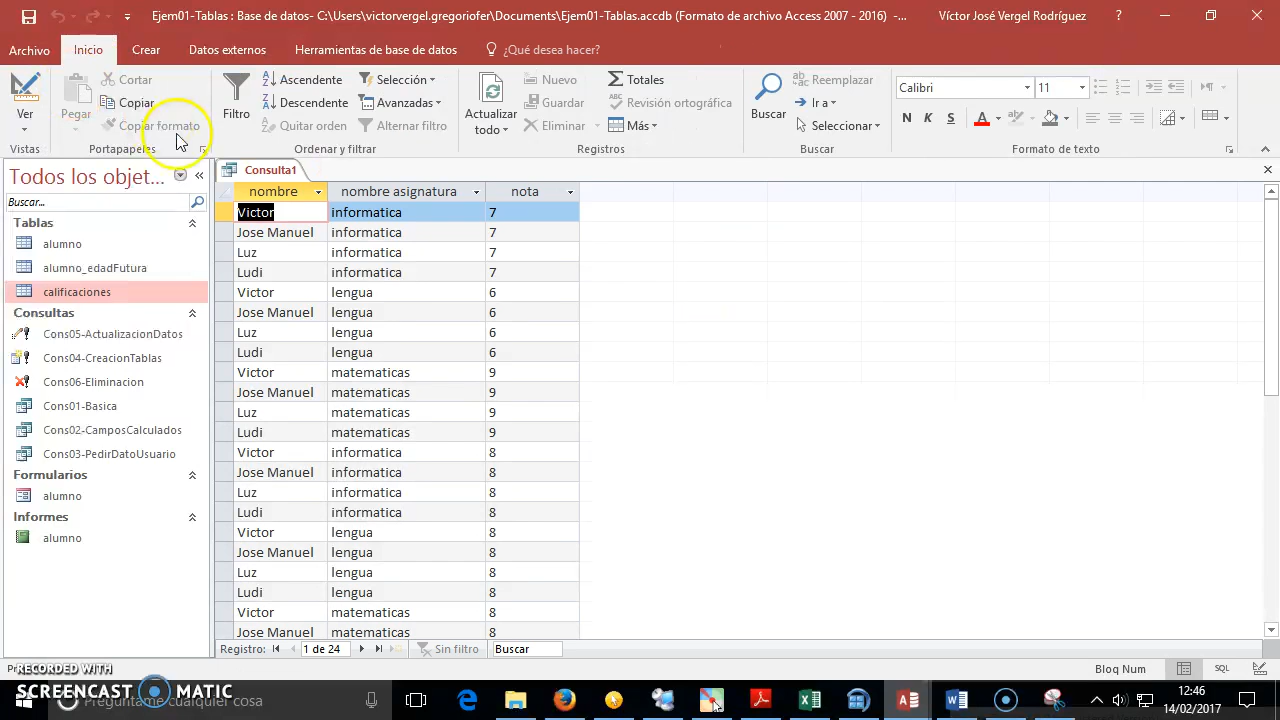 Ejem01-Tablas : Base de datos- C:\Users\victorvergel.gregoriofer\Documents\Ejem01-Tablas.accdb (Formato de archivo Access 2007 - 2016) -... Víctor José Vergel Rodríguez ?
Archivo Inicio Crear Datos externos Herramientas de base de datos ¿Qué desea hacer?
Cortar Ascendente Selección Nuevo Totales Reemplazar Calibri 11
Copiar Descendente Avanzadas Guardar Revisión ortográfica Ir a N K S A
Ver Pegar Copiar formato Filtro Quitar orden Alternar filtro Actualizar todo Eliminar Más Buscar Seleccionar
Vistas Portapapeles Ordenar y filtrar Registros Buscar Formato de texto
Todos los objet... «
Buscar...
Tablas
alumno
alumno_edadFutura
calificaciones
Consultas
Cons05-ActualizacionDatos
Cons04-CreacionTablas
Cons06-Eliminacion
Cons01-Basica
Cons02-CamposCalculados
Cons03-PedirDatoUsuario
Formularios
alumno
Informes
alumno
Consulta1
nombre nombre asignatura nota
Victor informatica 7
Jose Manuel informatica 7
Luz informatica 7
Ludi informatica 7
Victor lengua 6
Jose Manuel lengua 6
Luz lengua 6
Ludi lengua 6
Victor matematicas 9
Jose Manuel matematicas 9
Luz matematicas 9
Ludi matematicas 9
Victor informatica 8
Jose Manuel informatica 8
Luz informatica 8
Ludi informatica 8
Victor lengua 8
Jose Manuel lengua 8
Luz lengua 8
Ludi lengua 8
Victor matematicas 8
Jose Manuel matematicas 8
Registro: 1 de 24 Sin filtro Buscar
Bloq Num SQL
RECORDED WITH
SCREENCAST MATIC
Pregúntame cualquier cosa
12:46
14/02/2017